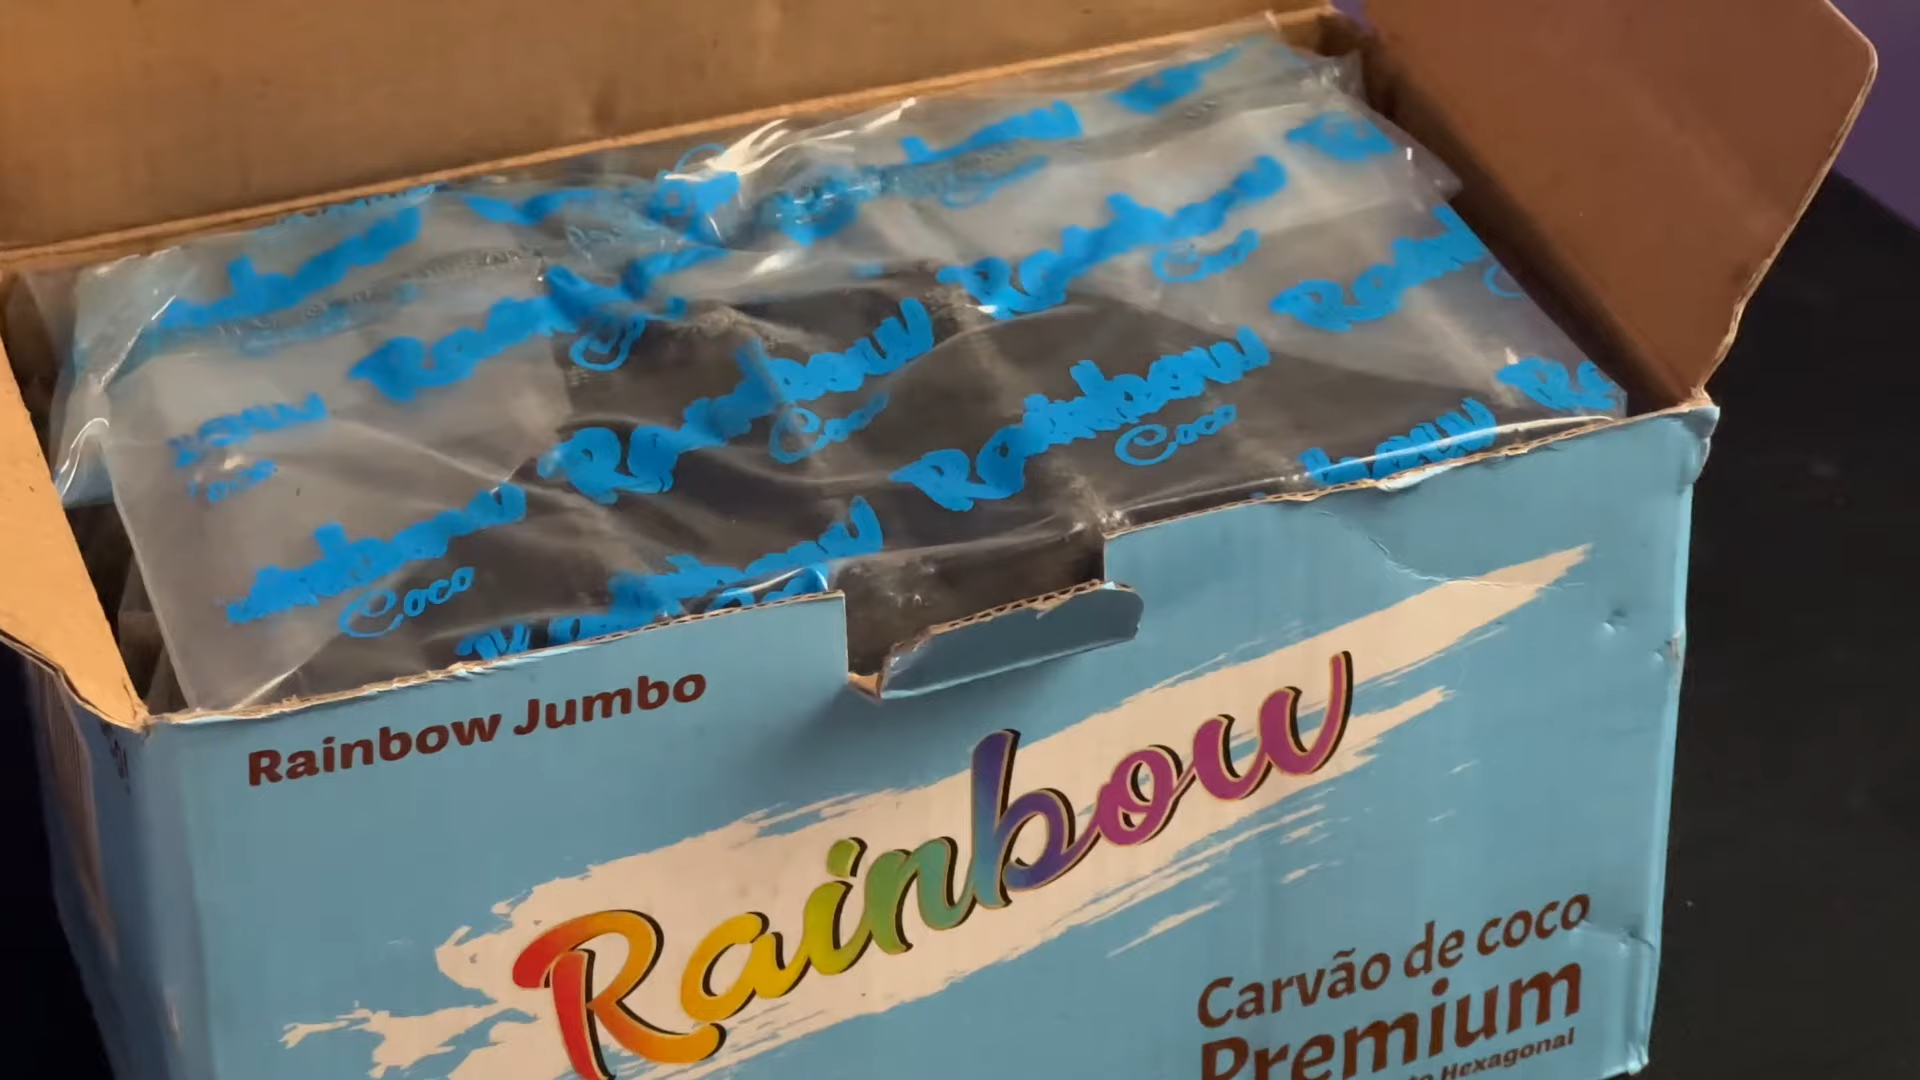 Rainbow
Coco
Rainbow
Rainbow
Coco
Rainbow
Coco
Coco
Rainbow Jumbo
Rainbow
Carvão de coco
Premium
Hexagonal